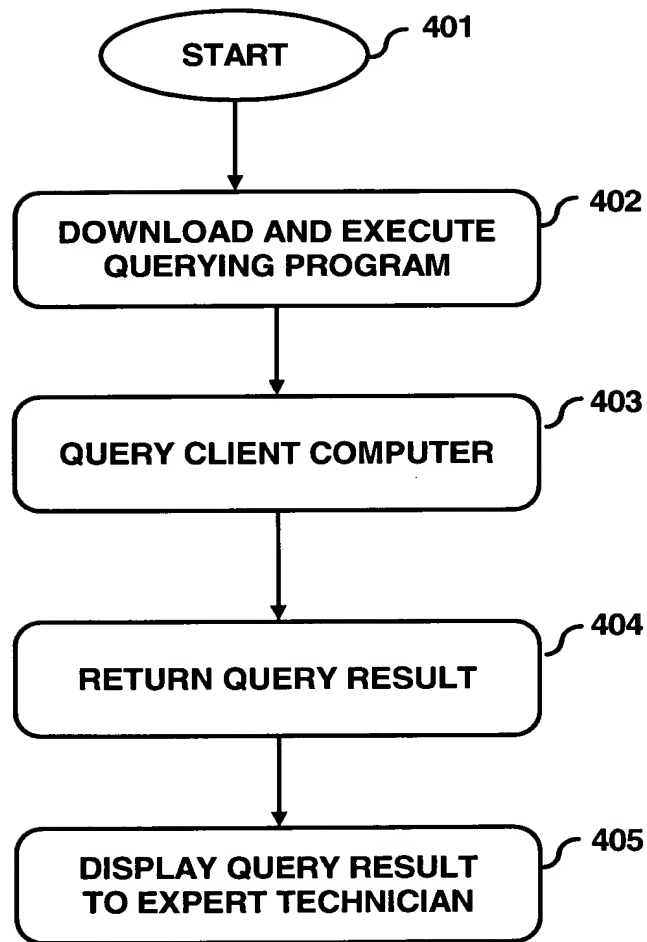 401
START
402
DOWNLOAD AND EXECUTE
QUERYING PROGRAM
403
QUERY CLIENT COMPUTER
404
RETURN QUERY RESULT
405
DISPLAY QUERY RESULT
TO EXPERT TECHNICIAN